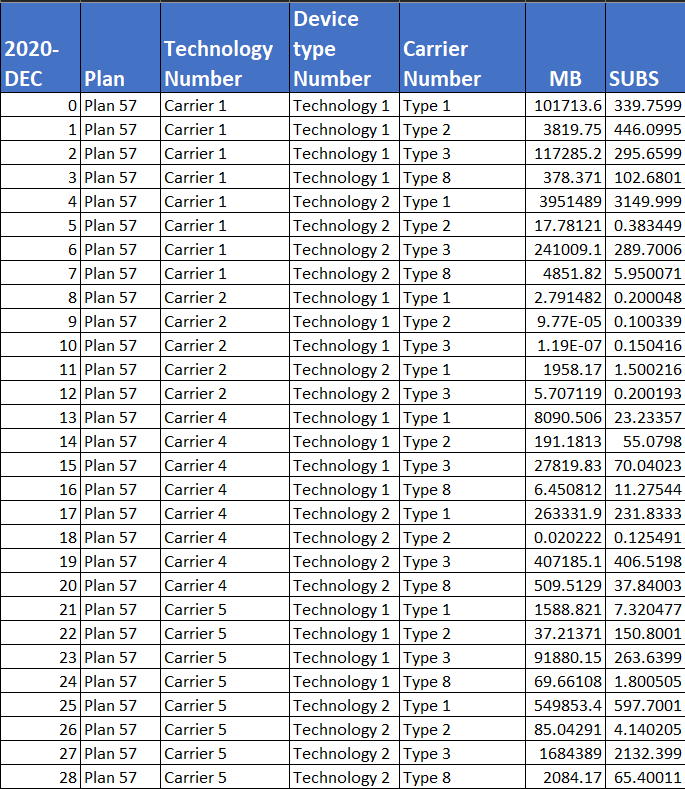 2020-DEC Plan Technology Number Device type Number Carrier Number MB SUBS
0 Plan 57 Carrier 1 Technology 1 Type 1 101713.6 339.7599
1 Plan 57 Carrier 1 Technology 1 Type 2 3819.75 446.0995
2 Plan 57 Carrier 1 Technology 1 Type 3 117285.2 295.6599
3 Plan 57 Carrier 1 Technology 1 Type 8 378.371 102.6801
4 Plan 57 Carrier 1 Technology 2 Type 1 3951489 3149.999
5 Plan 57 Carrier 1 Technology 2 Type 2 17.78121 0.383449
6 Plan 57 Carrier 1 Technology 2 Type 3 241009.1 289.7006
7 Plan 57 Carrier 1 Technology 2 Type 8 4851.82 5.950071
8 Plan 57 Carrier 2 Technology 1 Type 1 2.791482 0.200048
9 Plan 57 Carrier 2 Technology 1 Type 2 9.77E-05 0.100339
10 Plan 57 Carrier 2 Technology 1 Type 3 1.19E-07 0.150416
11 Plan 57 Carrier 2 Technology 2 Type 1 1958.17 1.500216
12 Plan 57 Carrier 2 Technology 2 Type 3 5.707119 0.200193
13 Plan 57 Carrier 4 Technology 1 Type 1 8090.506 23.23357
14 Plan 57 Carrier 4 Technology 1 Type 2 191.1813 55.0798
15 Plan 57 Carrier 4 Technology 1 Type 3 27819.83 70.04023
16 Plan 57 Carrier 4 Technology 1 Type 8 6.450812 11.27544
17 Plan 57 Carrier 4 Technology 2 Type 1 263331.9 231.8333
18 Plan 57 Carrier 4 Technology 2 Type 2 0.020222 0.125491
19 Plan 57 Carrier 4 Technology 2 Type 3 407185.1 406.5198
20 Plan 57 Carrier 4 Technology 2 Type 8 509.5129 37.84003
21 Plan 57 Carrier 5 Technology 1 Type 1 1588.821 7.320477
22 Plan 57 Carrier 5 Technology 1 Type 2 37.21371 150.8001
23 Plan 57 Carrier 5 Technology 1 Type 3 91880.15 263.6399
24 Plan 57 Carrier 5 Technology 1 Type 8 69.66108 1.800505
25 Plan 57 Carrier 5 Technology 2 Type 1 549853.4 597.7001
26 Plan 57 Carrier 5 Technology 2 Type 2 85.04291 4.140205
27 Plan 57 Carrier 5 Technology 2 Type 3 1684389 2132.399
28 Plan 57 Carrier 5 Technology 2 Type 8 2084.17 65.40011